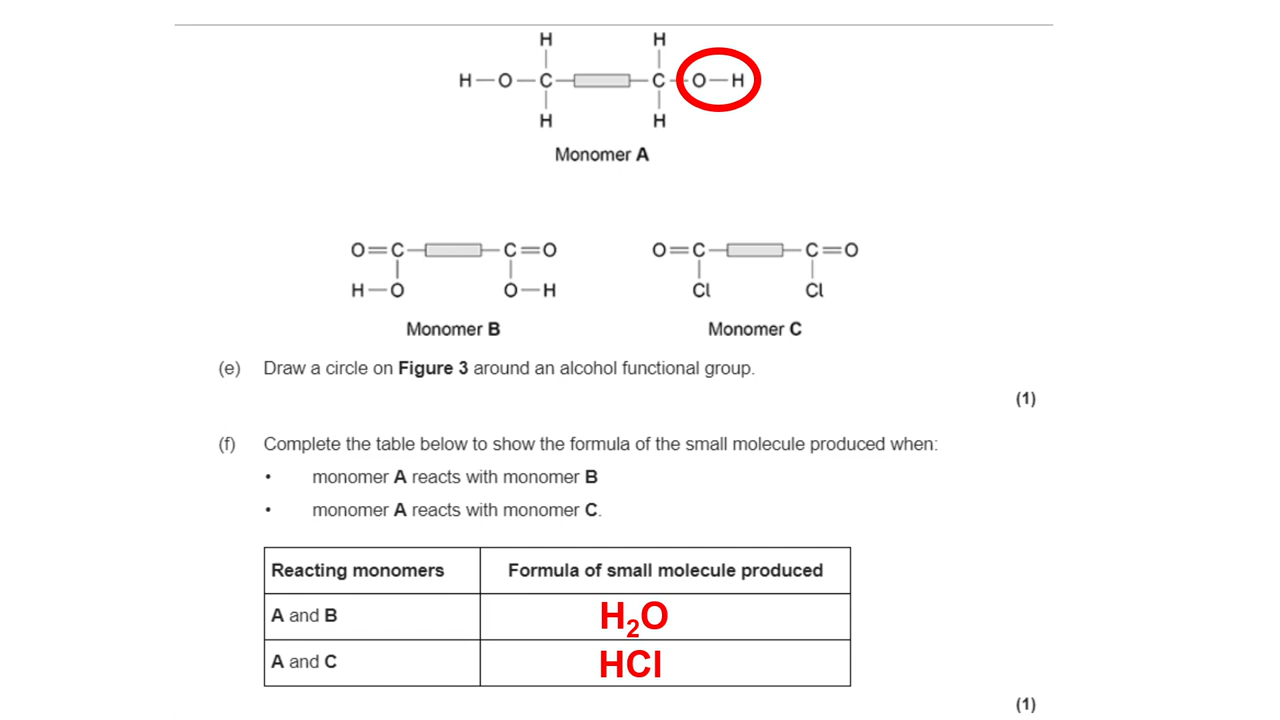 H H
H—O—C—▭—C—O—H
H H
Monomer A
O=C—▭—C=O
H—O O—H
Monomer B
O=C—▭—C=O
Cl Cl
Monomer C
(e) Draw a circle on Figure 3 around an alcohol functional group.
(1)
(f) Complete the table below to show the formula of the small molecule produced when:
• monomer A reacts with monomer B
• monomer A reacts with monomer C.
Reacting monomers Formula of small molecule produced
A and B H₂O
A and C HCl
(1)